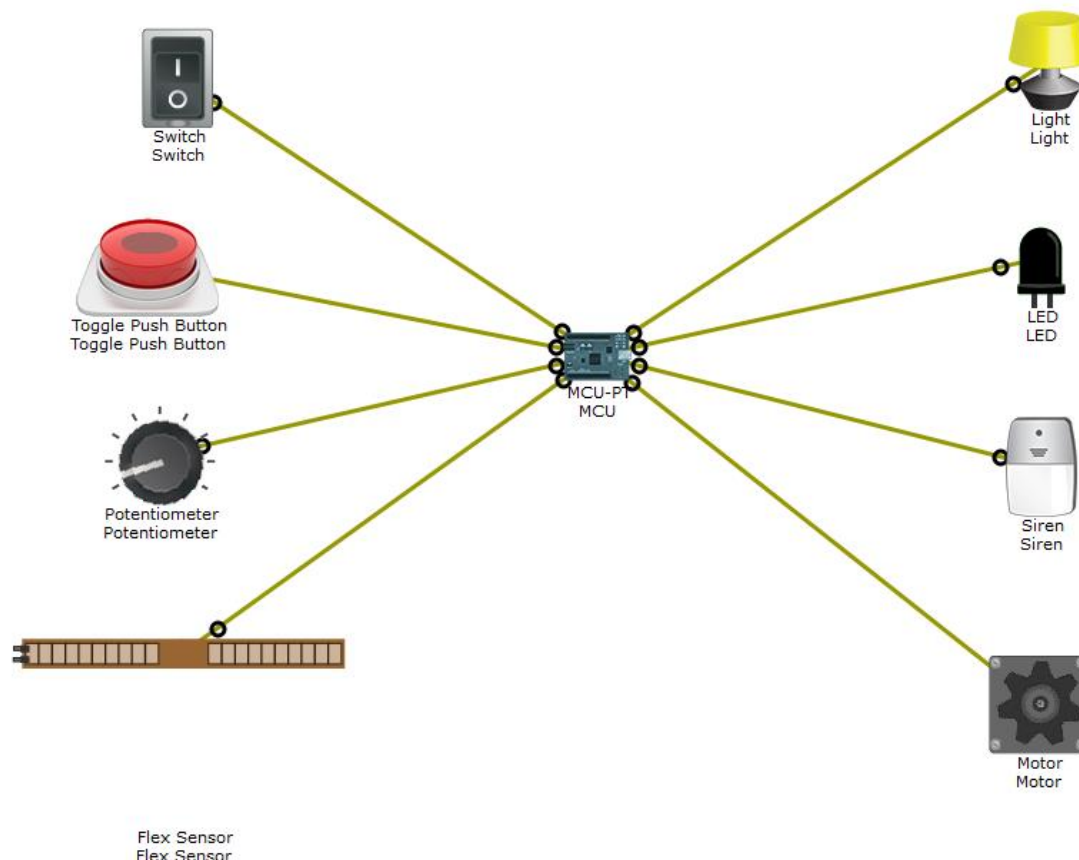 Switch
Switch
Light
Light
Toggle Push Button
Toggle Push Button
LED
LED
MCU-PT
MCU
Potentiometer
Potentiometer
Siren
Siren
Motor
Motor
Flex Sensor
Flex Sensor